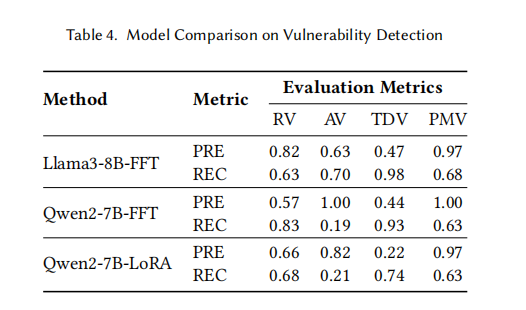 Table 4. Model Comparison on Vulnerability Detection
Method Metric Evaluation Metrics
RV AV TDV PMV
Llama3-8B-FFT PRE 0.82 0.63 0.47 0.97
REC 0.63 0.70 0.98 0.68
Qwen2-7B-FFT PRE 0.57 1.00 0.44 1.00
REC 0.83 0.19 0.93 0.63
Qwen2-7B-LoRA PRE 0.66 0.82 0.22 0.97
REC 0.68 0.21 0.74 0.63